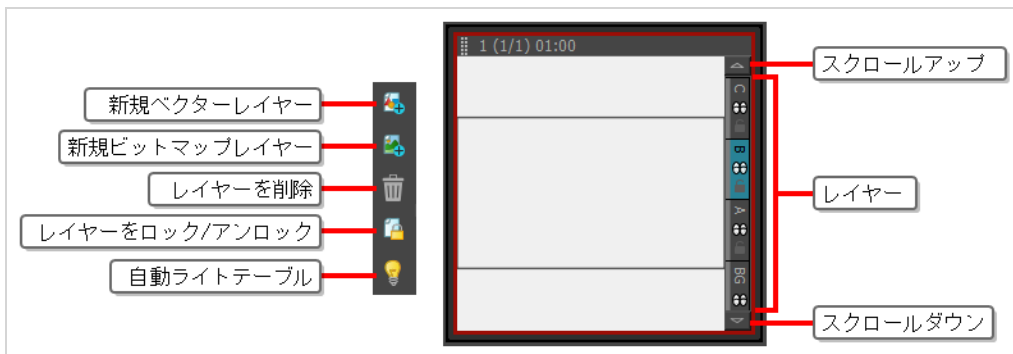 新規ベクターレイヤー
新規ビットマップレイヤー
レイヤーを削除
レイヤーをロック/アンロック
自動ライトテーブル
1 (1/1) 01:00
C
B
A
BG
スクロールアップ
レイヤー
スクロールダウン